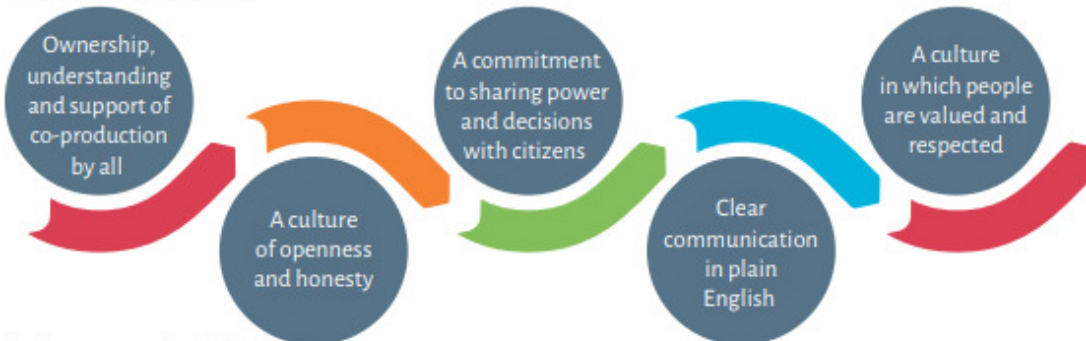 Ownership,
understanding
and support of
co-production
by all
A culture
of openness
and honesty
A commitment
to sharing power
and decisions
with citizens
Clear
communication
in plain
English
A culture
in which people
are valued and
respected